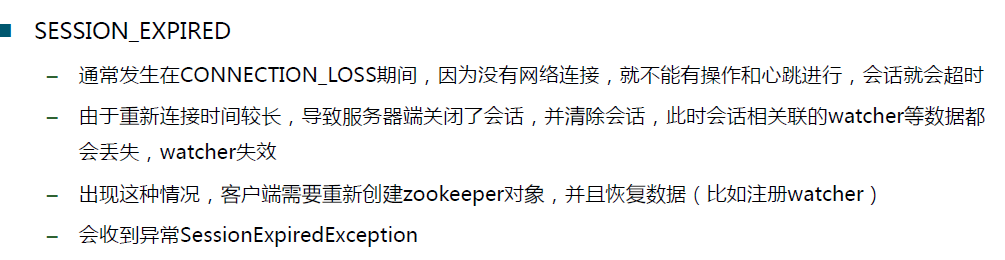 SESSION_EXPIRED
– 通常发生在CONNECTION_LOSS期间，因为没有网络连接，就不能有操作和心跳进行，会话就会超时
– 由于重新连接时间较长，导致服务器端关闭了会话，并清除会话，此时会话相关联的watcher等数据都
会丢失，watcher失效
– 出现这种情况，客户端需要重新创建zookeeper对象，并且恢复数据（比如注册watcher）
– 会收到异常SessionExpiredException